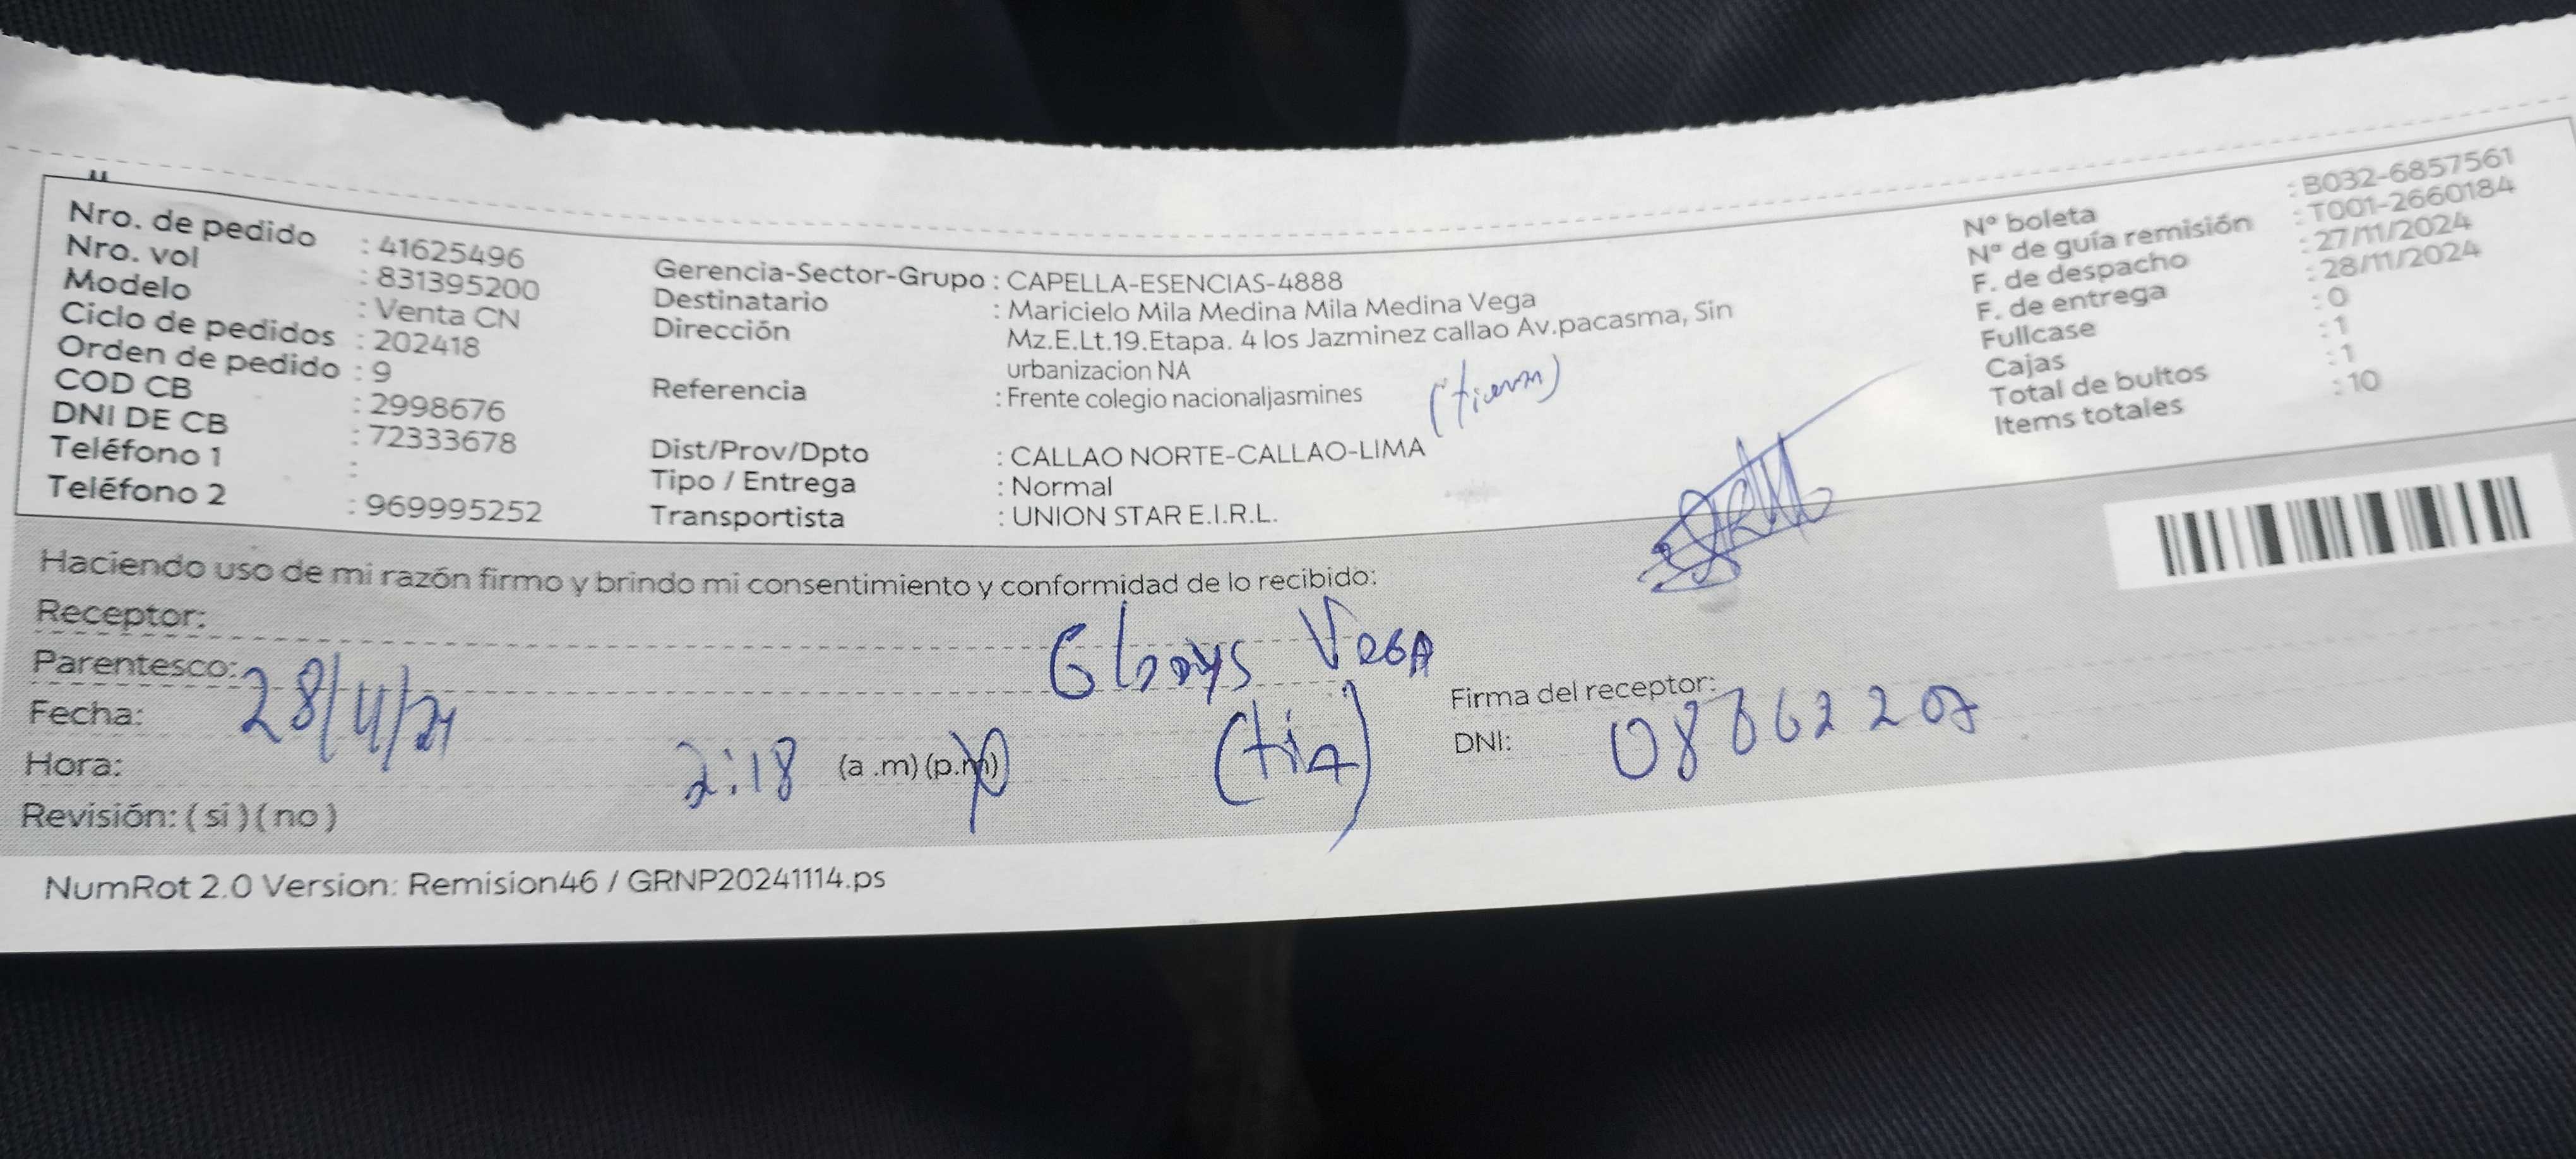 Nro. de pedido : 41625496
Nro. vol : 831395200
Modelo : Venta CN
Ciclo de pedidos : 202418
Orden de pedido : 9
COD CB : 2998676
DNI DE CB : 72333678
Teléfono 1 :
Teléfono 2 : 969995252
Gerencia-Sector-Grupo : CAPELLA-ESENCIAS-4888
Destinatario : Maricielo Mila Medina Mila Medina Vega
Dirección Mz.E.Lt.19.Etapa. 4 los Jazminez callao Av.pacasma, Sin
urbanizacion NA
Referencia : Frente colegio nacionaljasmines
Dist/Prov/Dpto : CALLAO NORTE-CALLAO-LIMA
Tipo / Entrega : Normal
Transportista : UNION STAR E.I.R.L.
N° boleta : B032-6857561
N° de guía remisión : T001-2660184
F. de despacho : 27/11/2024
F. de entrega : 28/11/2024
Fullcase : 0
Cajas : 1
Total de bultos : 1
Items totales : 10
Haciendo uso de mi razón firmo y brindo mi consentimiento y conformidad de lo recibido:
Receptor: Gladys Vega
Parentesco: (tia)
Fecha: 28/11/24
Hora: 2:18 (a .m) (p.m)
Revisión: ( si ) ( no )
Firma del receptor:
DNI: 08862207
NumRot 2.0 Version: Remision46 / GRNP20241114.ps